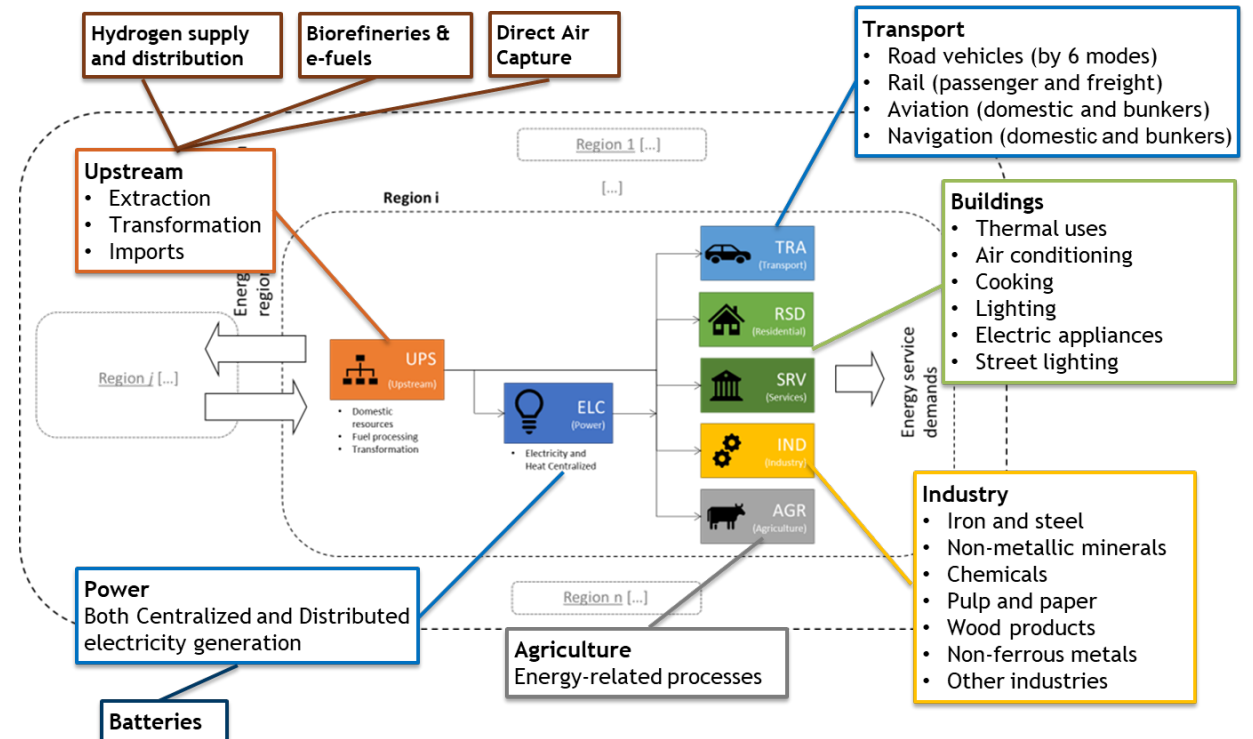 Hydrogen supply
and distribution
Biorefineries &
e-fuels
Direct Air
Capture
Transport
• Road vehicles (by 6 modes)
• Rail (passenger and freight)
• Aviation (domestic and bunkers)
• Navigation (domestic and bunkers)
Upstream
• Extraction
• Transformation
• Imports
Region 1 [...]
[...]
Region i
Buildings
• Thermal uses
• Air conditioning
• Cooking
• Lighting
• Electric appliances
• Street lighting
region
Region j [...]
UPS
(Upstream)
• Domestic
resources
• Fuel processing
• Transformation
ELC
(Power)
• Electricity and
Heat Centralized
TRA
(Transport)
RSD
(Residential)
SRV
(Services)
IND
(Industry)
AGR
(Agriculture)
Energy service
demands
Industry
• Iron and steel
• Non-metallic minerals
• Chemicals
• Pulp and paper
• Wood products
• Non-ferrous metals
• Other industries
Power
Both Centralized and Distributed
electricity generation
Region n [...]
Agriculture
Energy-related processes
Batteries